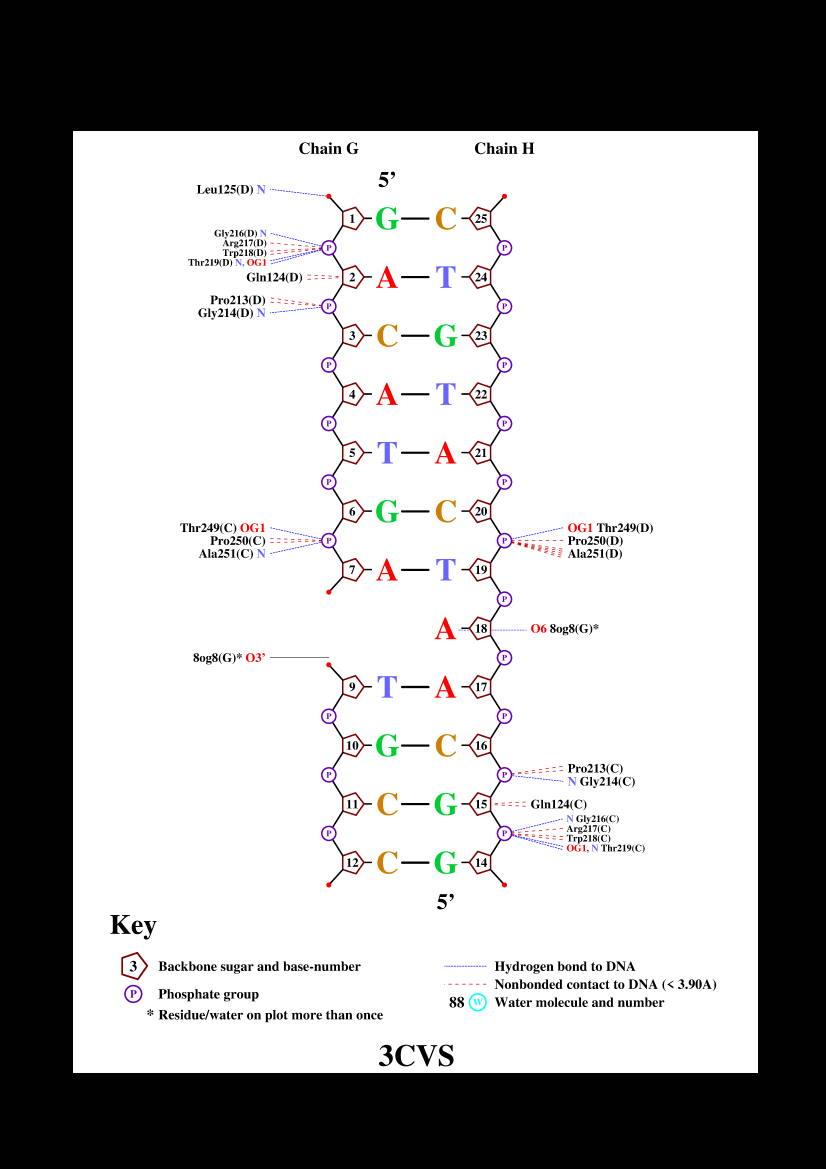 Chain G Chain H
5’
Leu125(D) N
1 G C 25
Gly216(D) N
Arg217(D)
Trp218(D)
Thr219(D) N, OG1
P P
Gln124(D) 2 A T 24
Pro213(D)
Gly214(D) N
P P
3 C G 23
P P
4 A T 22
P P
5 T A 21
P P
6 G C 20
Thr249(C) OG1 OG1 Thr249(D)
Pro250(C) P P Pro250(D)
Ala251(C) N Ala251(D)
7 A T 19
P
A 18 O6 8og8(G)*
8og8(G)* O3’ P
9 T A 17
P P
10 G C 16
P P Pro213(C)
N Gly214(C)
11 C G 15 Gln124(C)
N Gly216(C)
Arg217(C)
P P Trp218(C)
OG1, N Thr219(C)
12 C G 14
5’
Key
3 Backbone sugar and base-number
P Phosphate group
* Residue/water on plot more than once
Hydrogen bond to DNA
Nonbonded contact to DNA (< 3.90A)
88 W Water molecule and number
3CVS